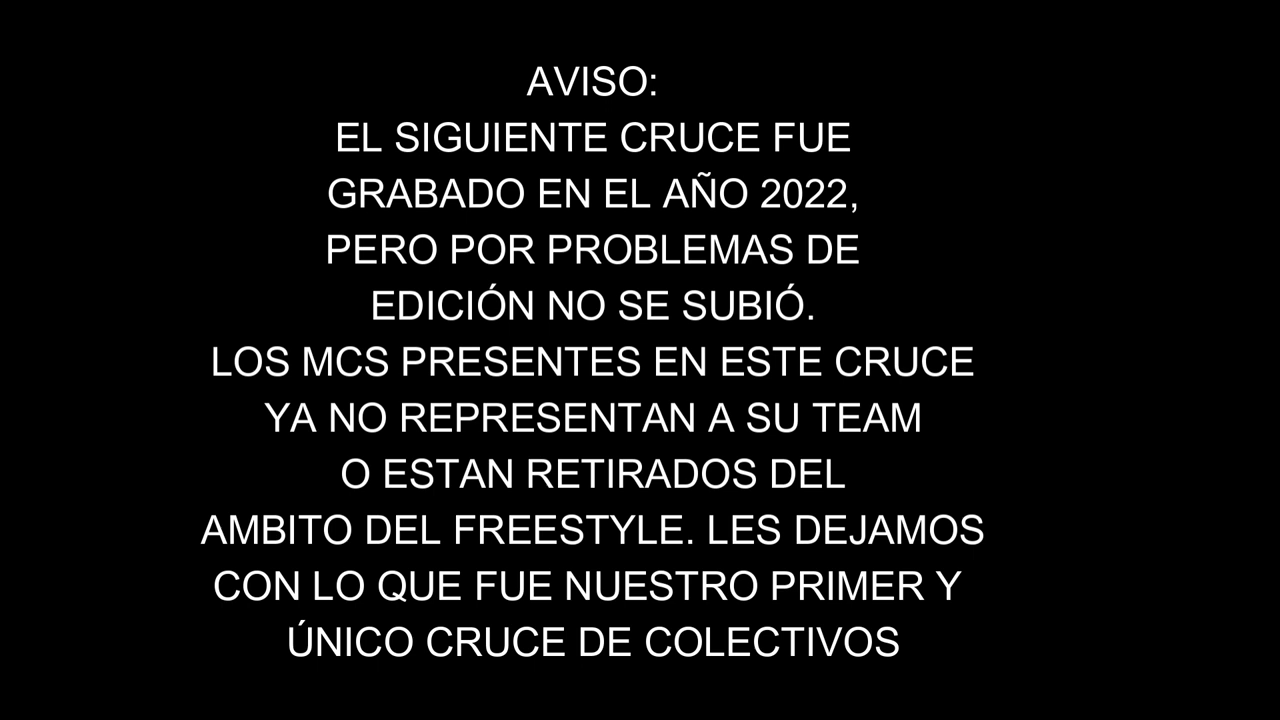 AVISO:
EL SIGUIENTE CRUCE FUE
GRABADO EN EL AÑO 2022,
PERO POR PROBLEMAS DE
EDICIÓN NO SE SUBIÓ.
LOS MCS PRESENTES EN ESTE CRUCE
YA NO REPRESENTAN A SU TEAM
O ESTAN RETIRADOS DEL
AMBITO DEL FREESTYLE. LES DEJAMOS
CON LO QUE FUE NUESTRO PRIMER Y
ÚNICO CRUCE DE COLECTIVOS